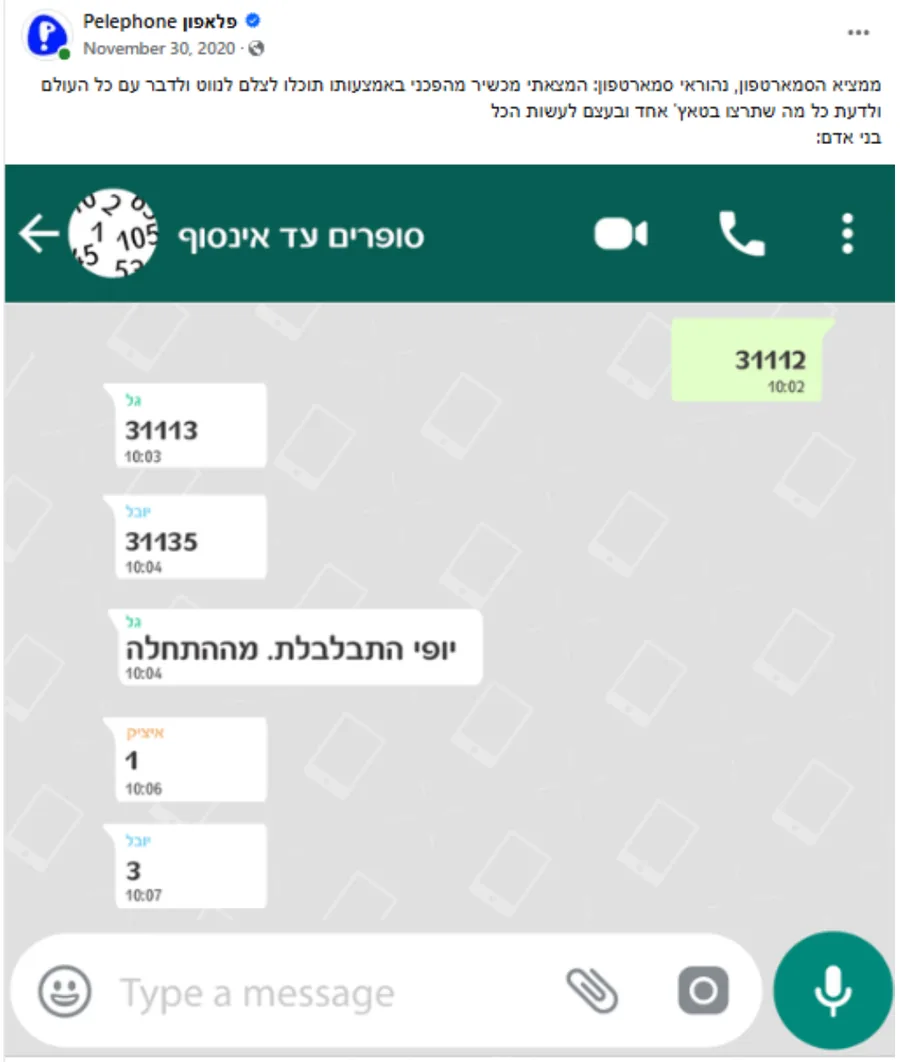 Pelephone פלאפון
November 30, 2020 ·
ממציא הסמארטפון, נהוראי סמארטפון: המצאתי מכשיר מהפכני באמצעותו תוכלו לצלם לנווט ולדבר עם כל העולם
ולדעת כל מה שתרצו בטאץ' אחד ובעצם לעשות הכל
בני אדם:
סופרים עד אינסוף
31112
10:02
גל
31113
10:03
יובל
31135
10:04
גל
יופי התבלבלת. מההתחלה
10:04
איציק
1
10:06
יובל
3
10:07
Type a message